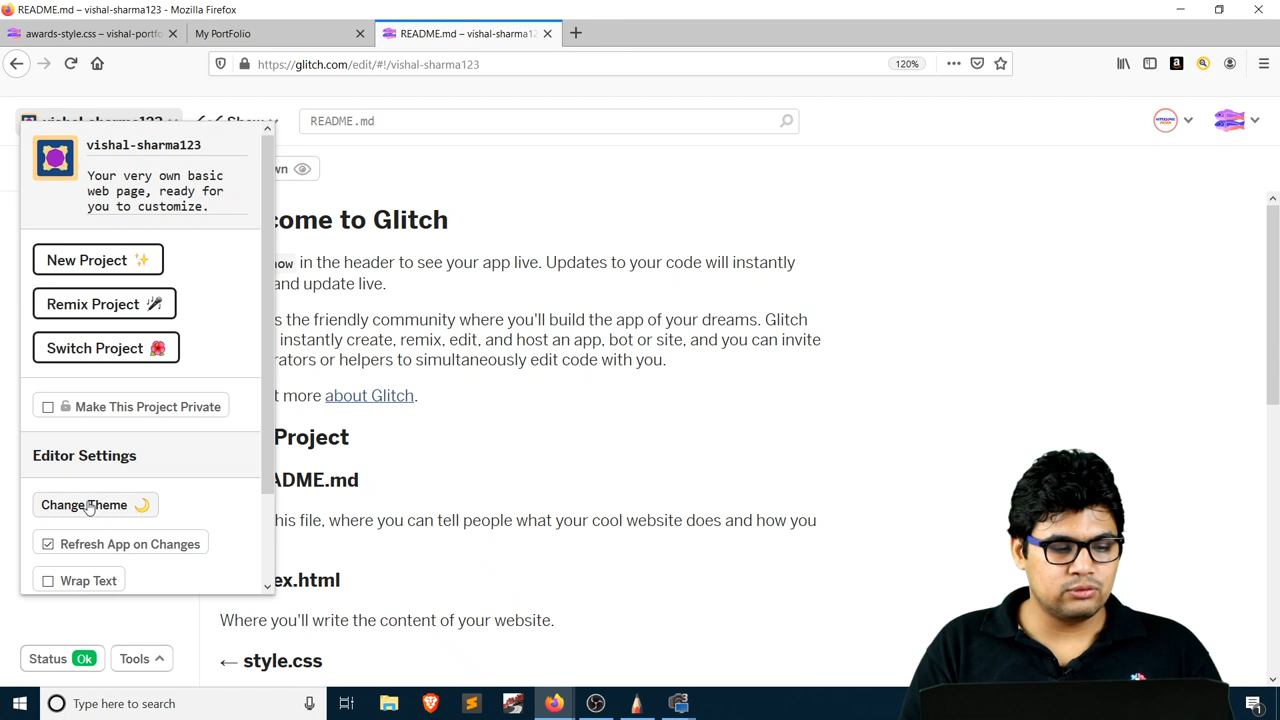 README.md – vishal-sharma123 - Mozilla Firefox
awards-style.css – vishal-portfo
My PortFolio
README.md – vishal-sharma12
https://glitch.com/edit/#!/vishal-sharma123
120%
README.md
vishal-sharma123
Your very own basic
web page, ready for
you to customize.
New Project
Remix Project
Switch Project
Make This Project Private
Editor Settings
Change Theme
Refresh App on Changes
Wrap Text
come to Glitch
in the header to see your app live. Updates to your code will instantly
and update live.
s the friendly community where you'll build the app of your dreams. Glitch
instantly create, remix, edit, and host an app, bot or site, and you can invite
rators or helpers to simultaneously edit code with you.
t more about Glitch.
Project
ADME.md
his file, where you can tell people what your cool website does and how you
ex.html
Where you'll write the content of your website.
← style.css
Status Ok
Tools
Type here to search
1